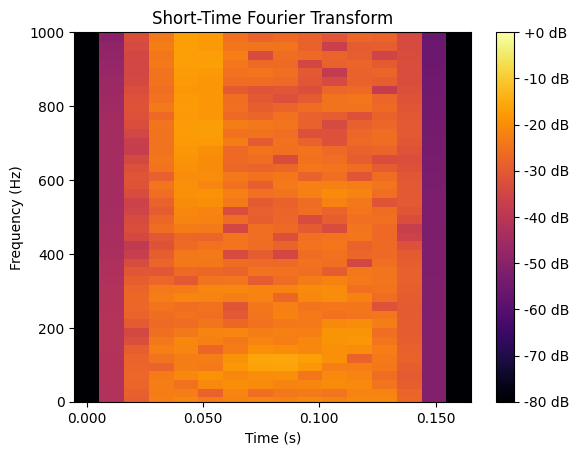 Short-Time Fourier Transform
1000
800
600
400
200
0
Frequency (Hz)
0.000
0.050
0.100
0.150
Time (s)
+0 dB
-10 dB
-20 dB
-30 dB
-40 dB
-50 dB
-60 dB
-70 dB
-80 dB